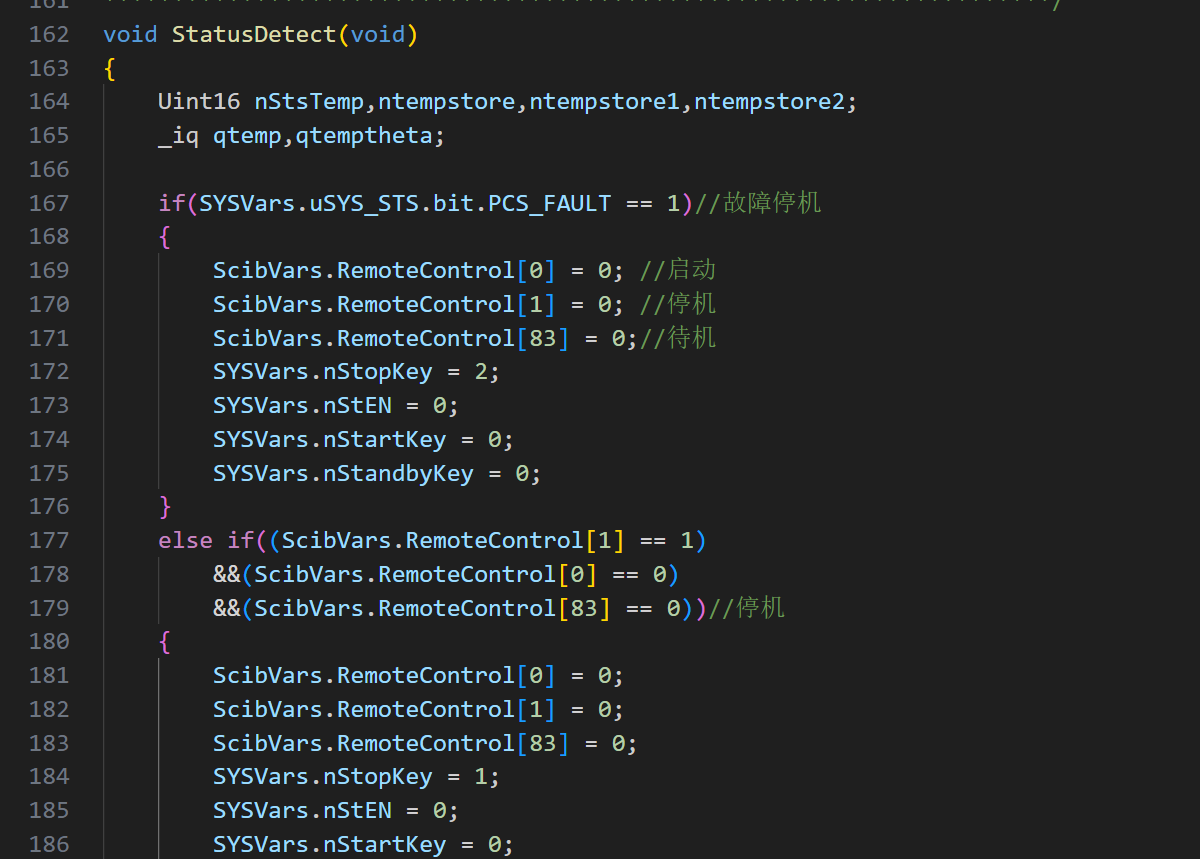 161 *********************************************************************/
162 void StatusDetect(void)
163 {
164 Uint16 nStsTemp,ntempstore,ntempstore1,ntempstore2;
165 _iq qtemp,qtemptheta;
166
167 if(SYSVars.uSYS_STS.bit.PCS_FAULT == 1)//故障停机
168 {
169 ScibVars.RemoteControl[0] = 0; //启动
170 ScibVars.RemoteControl[1] = 0; //停机
171 ScibVars.RemoteControl[83] = 0;//待机
172 SYSVars.nStopKey = 2;
173 SYSVars.nStEN = 0;
174 SYSVars.nStartKey = 0;
175 SYSVars.nStandbyKey = 0;
176 }
177 else if((ScibVars.RemoteControl[1] == 1)
178 &&(ScibVars.RemoteControl[0] == 0)
179 &&(ScibVars.RemoteControl[83] == 0))//停机
180 {
181 ScibVars.RemoteControl[0] = 0;
182 ScibVars.RemoteControl[1] = 0;
183 ScibVars.RemoteControl[83] = 0;
184 SYSVars.nStopKey = 1;
185 SYSVars.nStEN = 0;
186 SYSVars.nStartKey = 0;